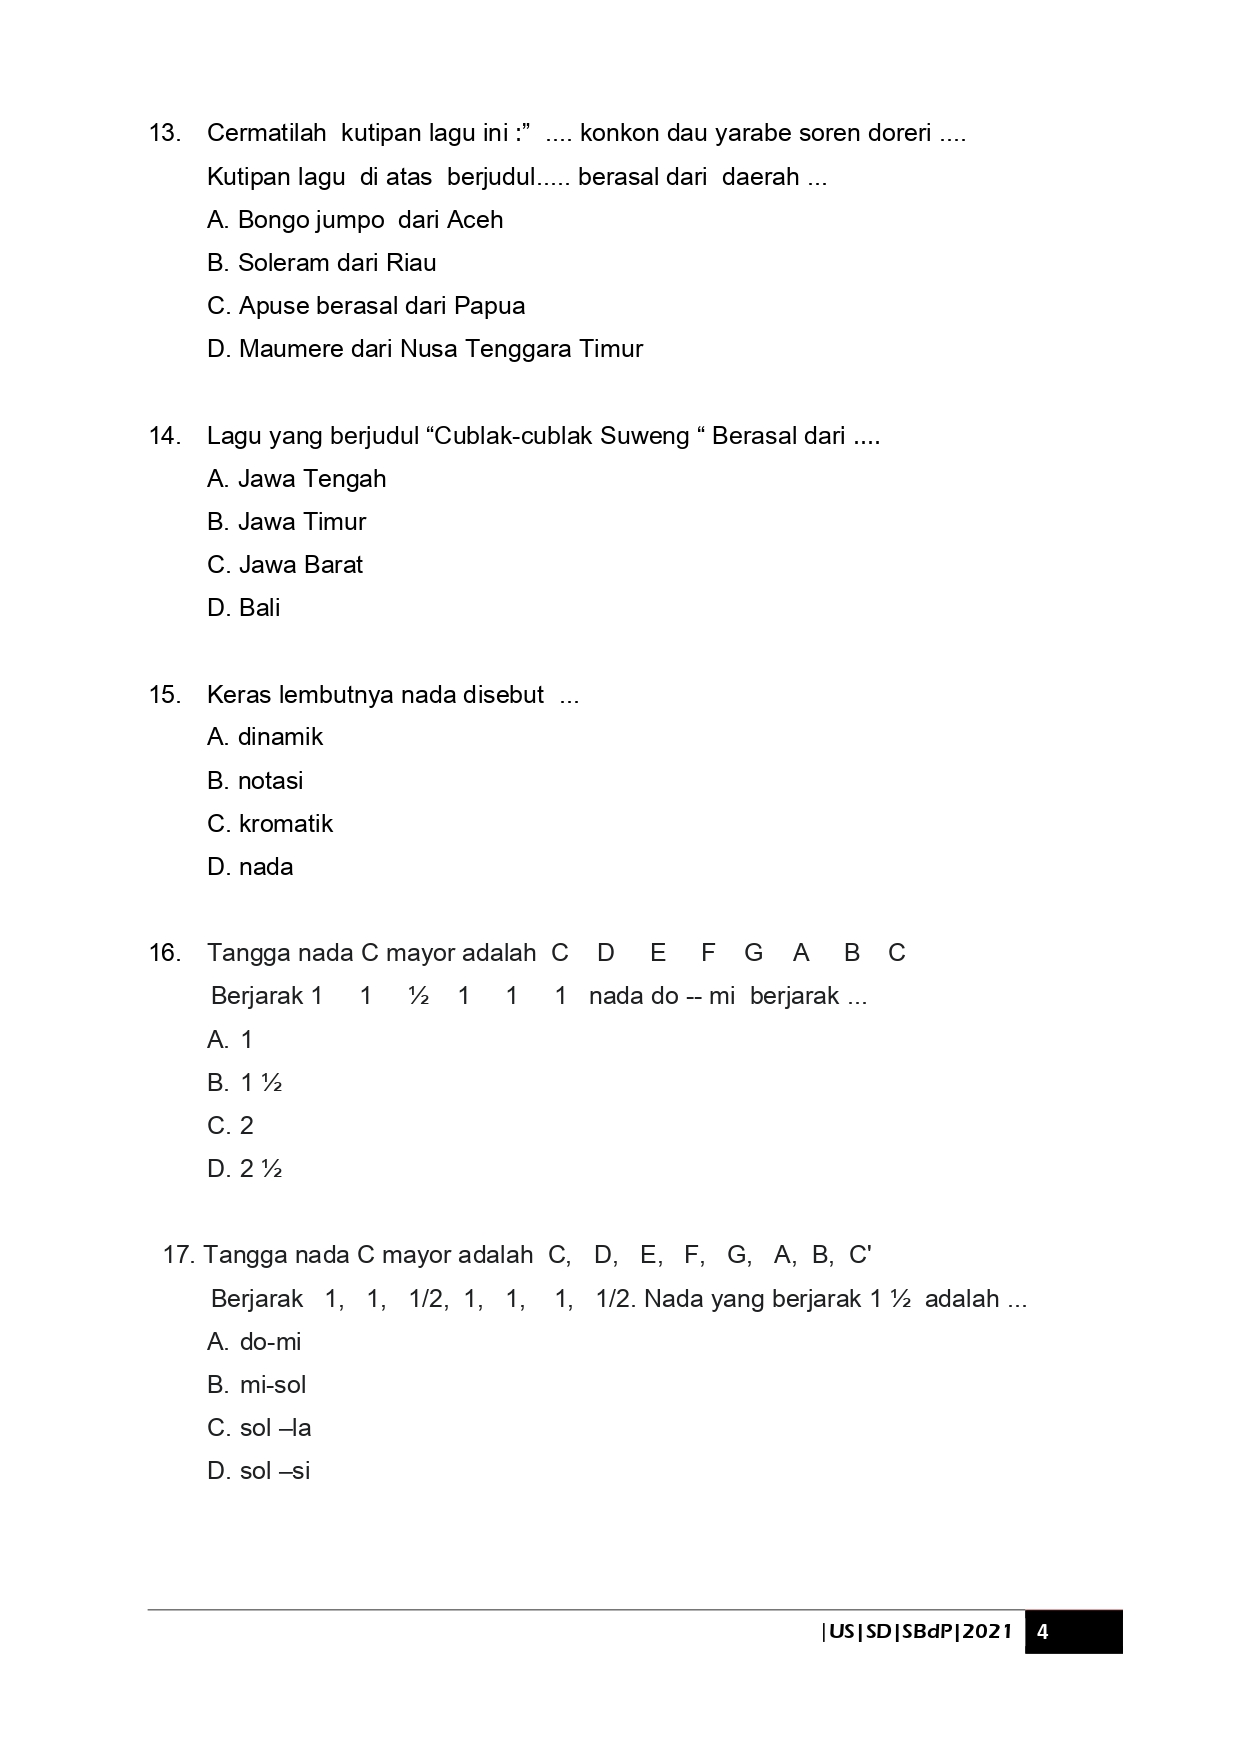 13. Cermatilah kutipan lagu ini :” .... konkon dau yarabe soren doreri ....
Kutipan lagu di atas berjudul..... berasal dari daerah ...
A. Bongo jumpo dari Aceh
B. Soleram dari Riau
C. Apuse berasal dari Papua
D. Maumere dari Nusa Tenggara Timur
14. Lagu yang berjudul “Cublak-cublak Suweng “ Berasal dari ....
A. Jawa Tengah
B. Jawa Timur
C. Jawa Barat
D. Bali
15. Keras lembutnya nada disebut ...
A. dinamik
B. notasi
C. kromatik
D. nada
16. Tangga nada C mayor adalah C D E F G A B C
Berjarak 1 1 ½ 1 1 1 nada do -- mi berjarak ...
A. 1
B. 1 ½
C. 2
D. 2 ½
17. Tangga nada C mayor adalah C, D, E, F, G, A, B, C'
Berjarak 1, 1, 1/2, 1, 1, 1, 1/2. Nada yang berjarak 1 ½ adalah ...
A. do-mi
B. mi-sol
C. sol –la
D. sol –si
|US|SD|SBdP|2021 4